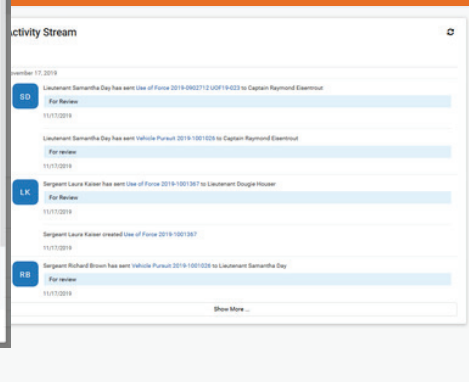 ctivity Stream
ovember 17, 2019
SD
Lieutenant Samantha Day has sent Use of Force 2019-0902712 UOF19-023 to Captain Raymond Eisentrout
For Review
11/17/2019
Lieutenant Samantha Day has sent Vehicle Pursuit 2019-1001026 to Captain Raymond Eisentrout
For review
11/17/2019
LK
Sergeant Laura Kaiser has sent Use of Force 2019-1001367 to Lieutenant Dougie Houser
For Review
11/17/2019
Sergeant Laura Kaiser created Use of Force 2019-1001367
11/17/2019
RB
Sergeant Richard Brown has sent Vehicle Pursuit 2019-1001026 to Lieutenant Samantha Day
For review
11/17/2019
Show More ...